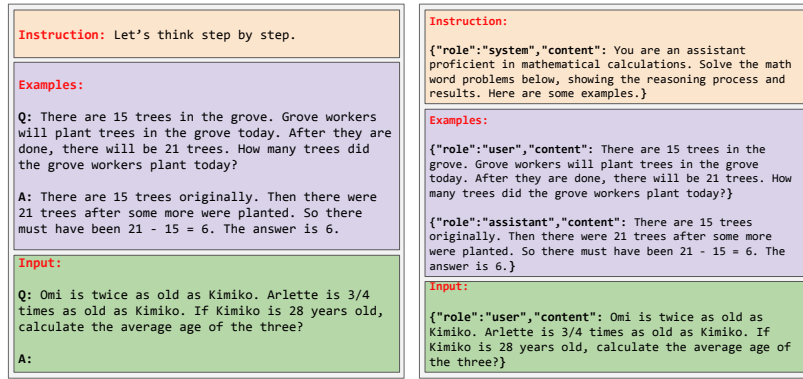 Instruction: Let's think step by step.
Examples:
Q: There are 15 trees in the grove. Grove workers
will plant trees in the grove today. After they are
done, there will be 21 trees. How many trees did
the grove workers plant today?
A: There are 15 trees originally. Then there were
21 trees after some more were planted. So there
must have been 21 - 15 = 6. The answer is 6.
Input:
Q: Omi is twice as old as Kimiko. Arlette is 3/4
times as old as Kimiko. If Kimiko is 28 years old,
calculate the average age of the three?
A:
Instruction:
{"role":"system","content": You are an assistant
proficient in mathematical calculations. Solve the math
word problems below, showing the reasoning process and
results. Here are some examples.}
Examples:
{"role":"user","content": There are 15 trees in the
grove. Grove workers will plant trees in the grove
today. After they are done, there will be 21 trees. How
many trees did the grove workers plant today?}
{"role":"assistant","content": There are 15 trees
originally. Then there were 21 trees after some more
were planted. So there must have been 21 - 15 = 6. The
answer is 6.}
Input:
{"role":"user","content": Omi is twice as old as
Kimiko. Arlette is 3/4 times as old as Kimiko. If
Kimiko is 28 years old, calculate the average age of
the three?}